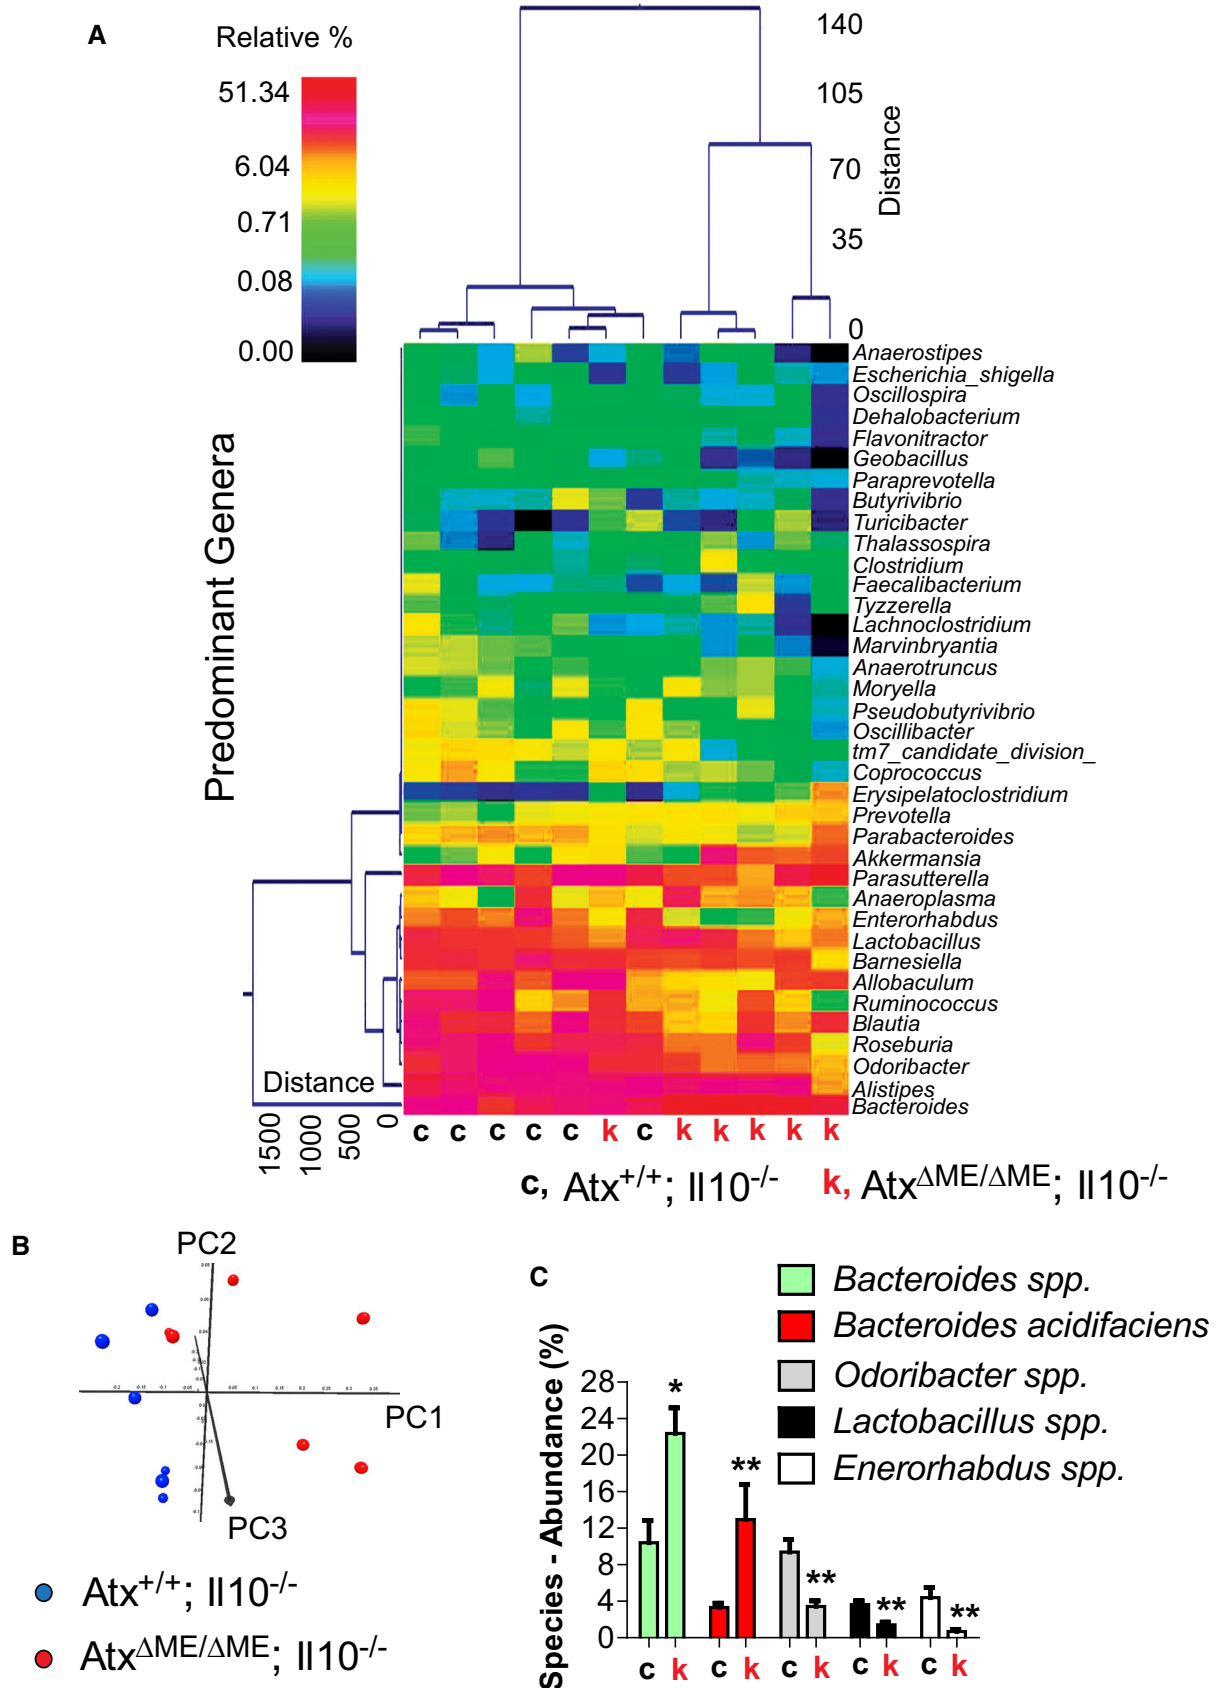 A
Relative %
51.34
6.04
0.71
0.08
0.00
140
105
70
35
0
Distance
Predominant Genera
Anaerostipes
Escherichia_shigella
Oscillospira
Dehalobacterium
Flavonitractor
Geobacillus
Paraprevotella
Butyrivibrio
Turicibacter
Thalassospira
Clostridium
Faecalibacterium
Tyzzerella
Lachnoclostridium
Marvinbryantia
Anaerotruncus
Moryella
Pseudobutyrivibrio
Oscillibacter
tm7_candidate_division_
Coprococcus
Erysipelatoclostridium
Prevotella
Parabacteroides
Akkermansia
Parasutterella
Anaeroplasma
Enterorhabdus
Lactobacillus
Barnesiella
Allobaculum
Ruminococcus
Blautia
Roseburia
Odoribacter
Alistipes
Bacteroides
Distance
1500 1000 500 0
c c c c c k c k k k k k
c, Atx+/+; Il10-/- k, AtxΔME/ΔME; Il10-/-
B
PC2
PC1
PC3
Atx+/+; Il10-/-
AtxΔME/ΔME; Il10-/-
C
Bacteroides spp.
Bacteroides acidifaciens
Odoribacter spp.
Lactobacillus spp.
Enerorhabdus spp.
Species - Abundance (%)
28
24
20
16
12
8
4
0
* ** ** ** **
c k c k c k c k c k